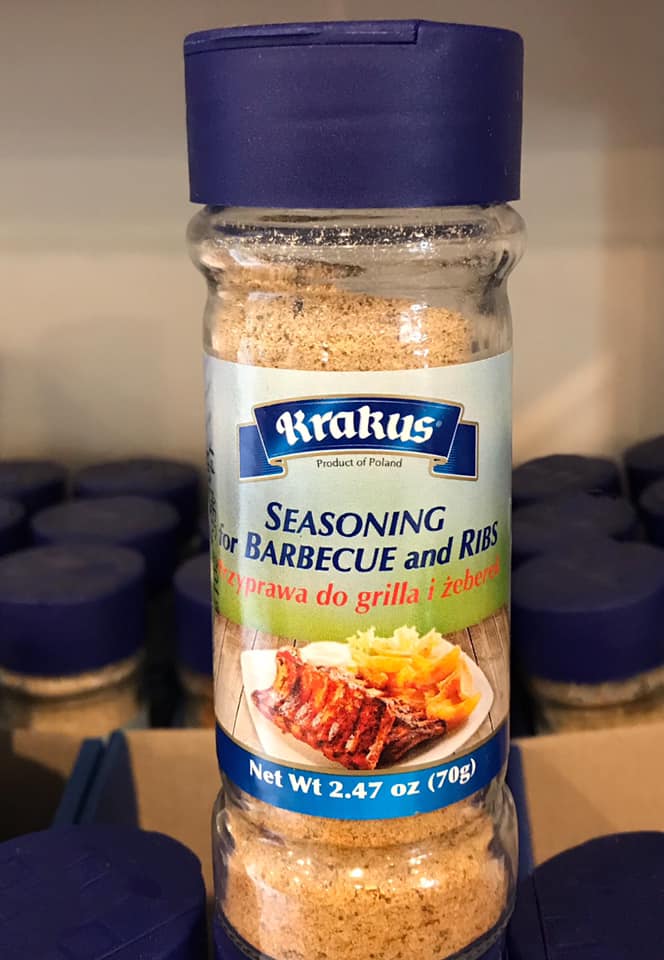 Krakus
Product of Poland
SEASONING
for BARBECUE and RIBS
Przyprawa do grilla i żeberek
Net Wt 2.47 oz (70g)